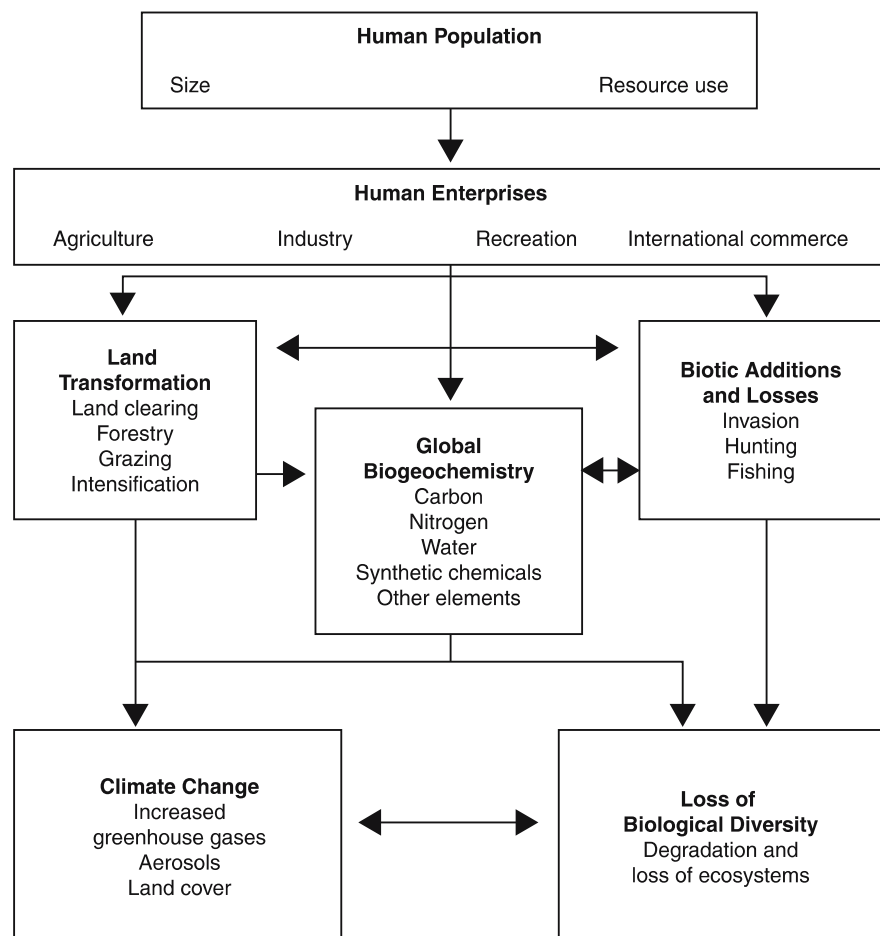 Human Population
Size Resource use
Human Enterprises
Agriculture Industry Recreation International commerce
Land
Transformation
Land clearing
Forestry
Grazing
Intensification
Global
Biogeochemistry
Carbon
Nitrogen
Water
Synthetic chemicals
Other elements
Biotic Additions
and Losses
Invasion
Hunting
Fishing
Climate Change
Increased
greenhouse gases
Aerosols
Land cover
Loss of
Biological Diversity
Degradation and
loss of ecosystems